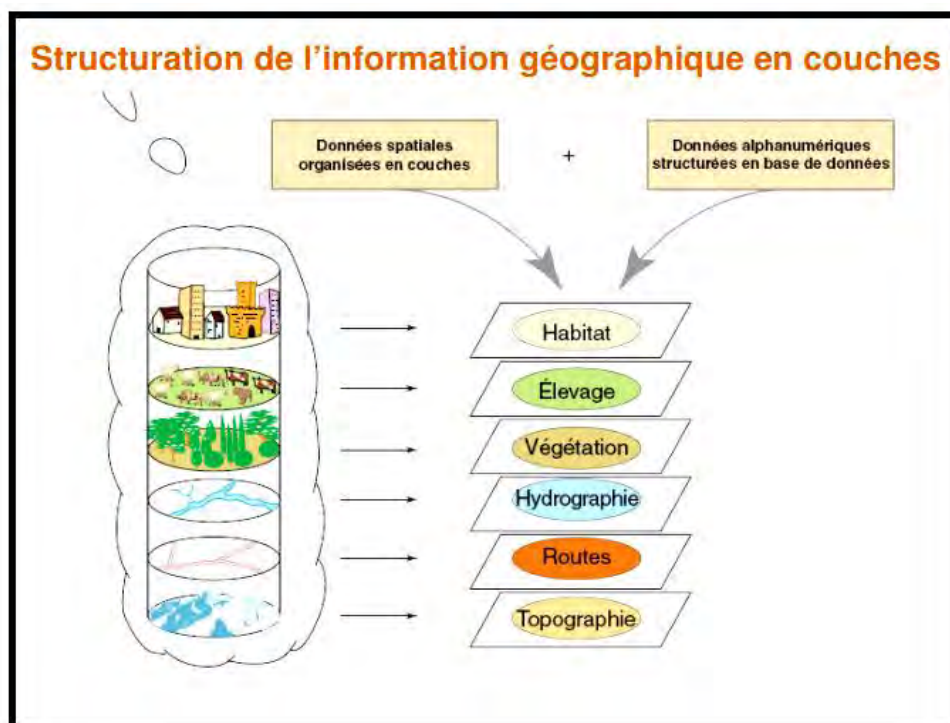 Structuration de l'information géographique en couches
Données spatiales
organisées en couches
+
Données alphanumériques
structurées en base de données
Habitat
Élevage
Végétation
Hydrographie
Routes
Topographie